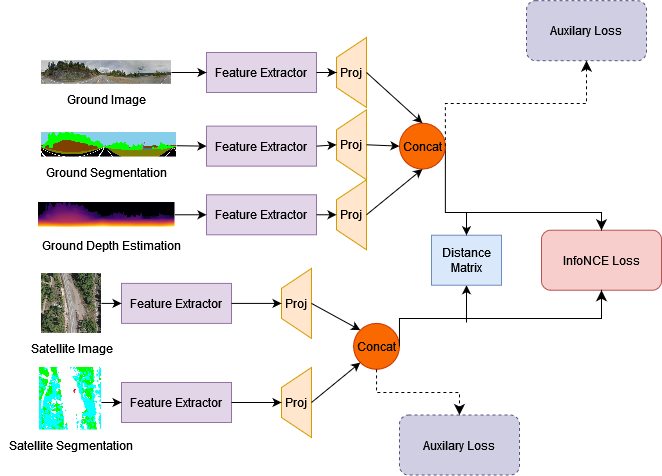 Auxilary Loss
Feature Extractor
Proj
Ground Image
Feature Extractor
Proj
Concat
Ground Segmentation
Feature Extractor
Proj
Ground Depth Estimation
Distance
Matrix
InfoNCE Loss
Feature Extractor
Proj
Satellite Image
Concat
Feature Extractor
Proj
Satellite Segmentation
Auxilary Loss